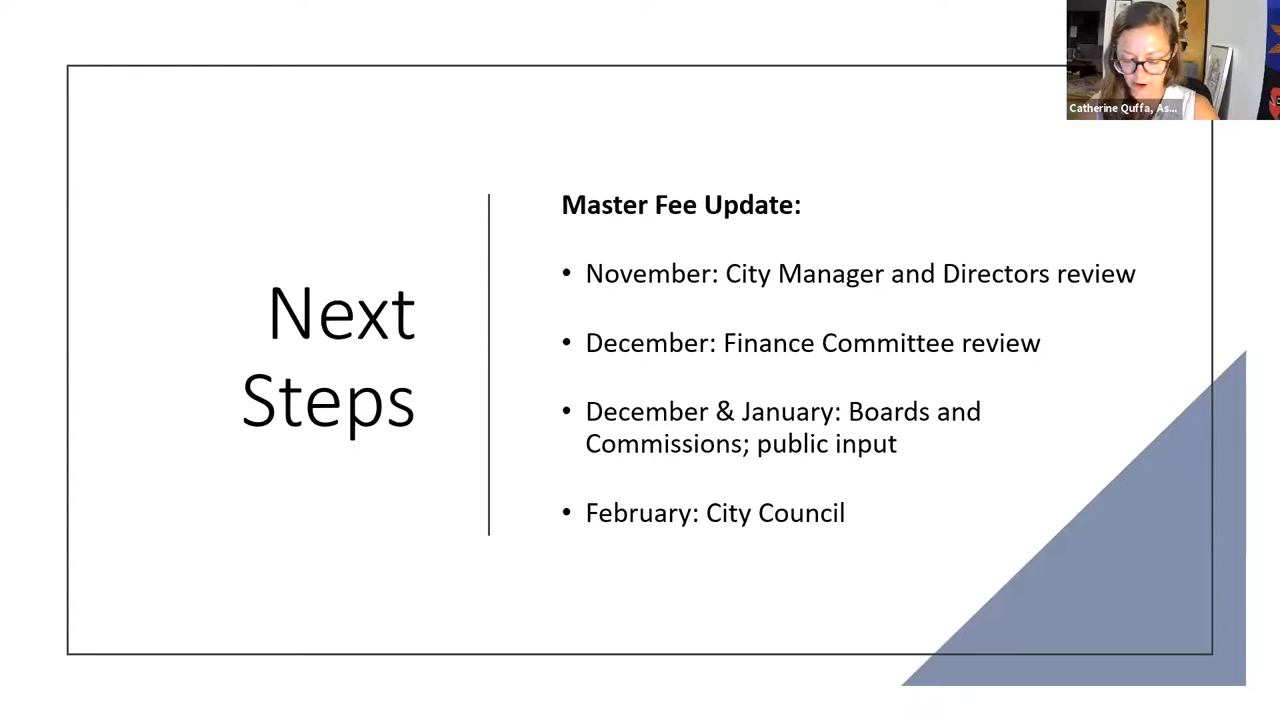 Catherine Quffa, As...
Next
Steps
Master Fee Update:
• November: City Manager and Directors review
• December: Finance Committee review
• December & January: Boards and
Commissions; public input
• February: City Council